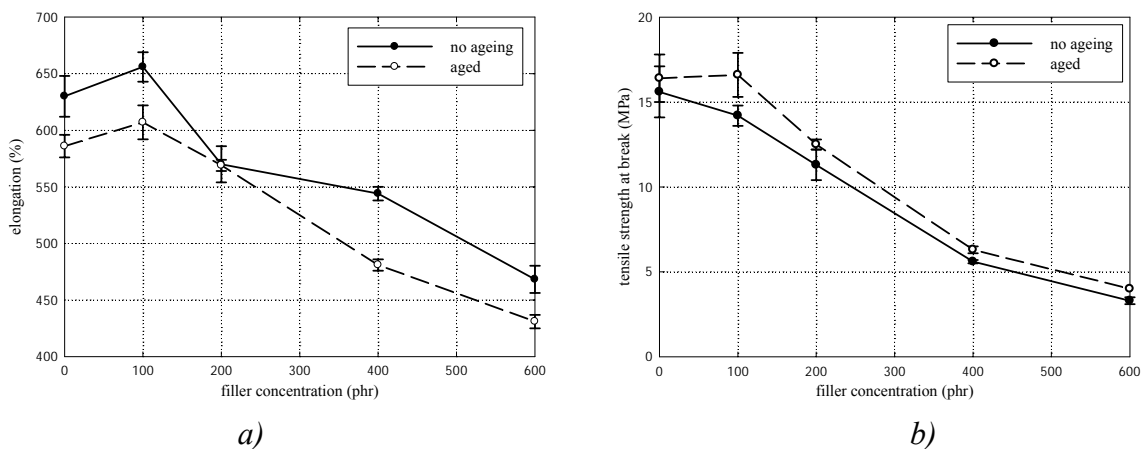 700
650
600
550
500
450
400
elongation (%)
no ageing
aged
0 100 200 300 400 500 600
filler concentration (phr)
a)
20
15
10
5
0
tensile strength at break (MPa)
no ageing
aged
0 100 200 300 400 500 600
filler concentration (phr)
b)